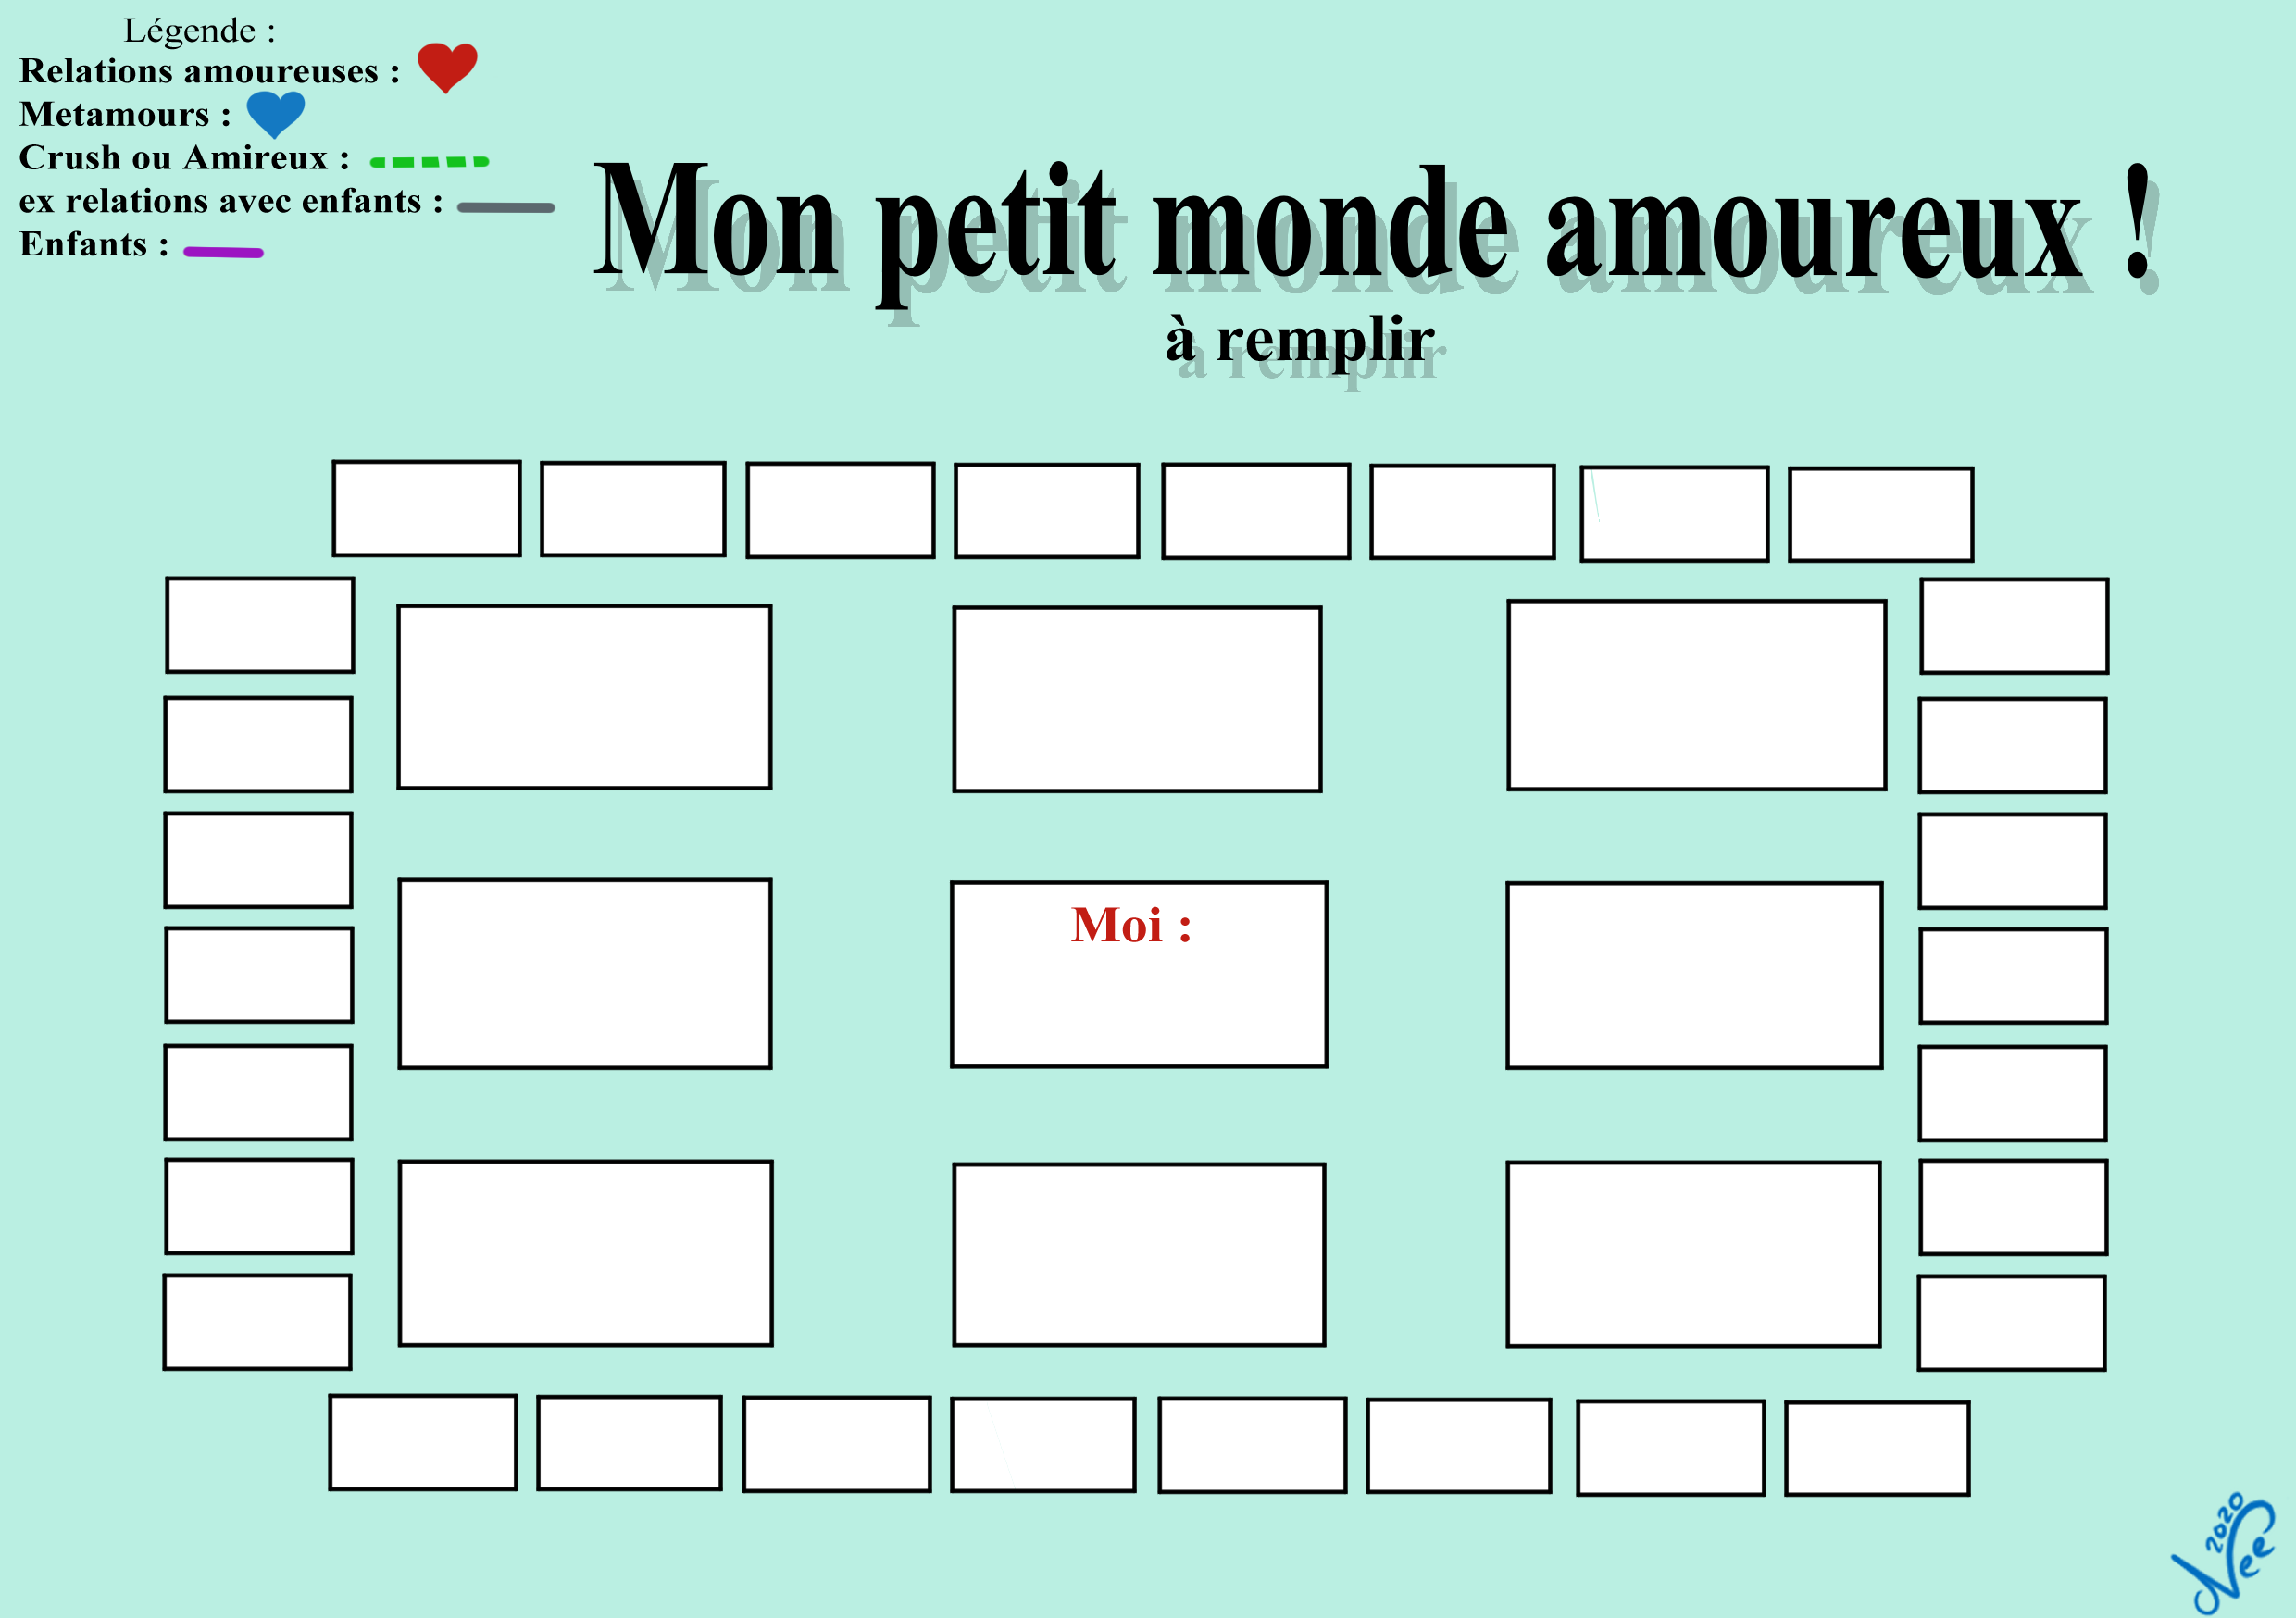 Légende :
Relations amoureuses :
Metamours :
Crush ou Amireux :
ex relations avec enfants :
Enfants :
Mon petit monde amoureux !
à remplir
Moi :
2020
Nee